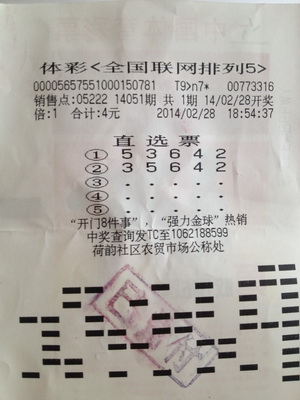 体彩<全国联网排列5>
00005657551000150781 T9>n7* 00773316
销售点:05222 14051期 共1期 14/02/28开奖
倍:1 合计:4元 2014/02/28 18:54:37
直选票
① 5 3 6 4 2
② 3 5 6 4 2
③ . . . . .
④ . . . . .
⑤ . . . . .
“开门8件事”,“强力金球”热销
中奖查询发TC至1062188599
荷韵社区农贸市场公称处
已兑付